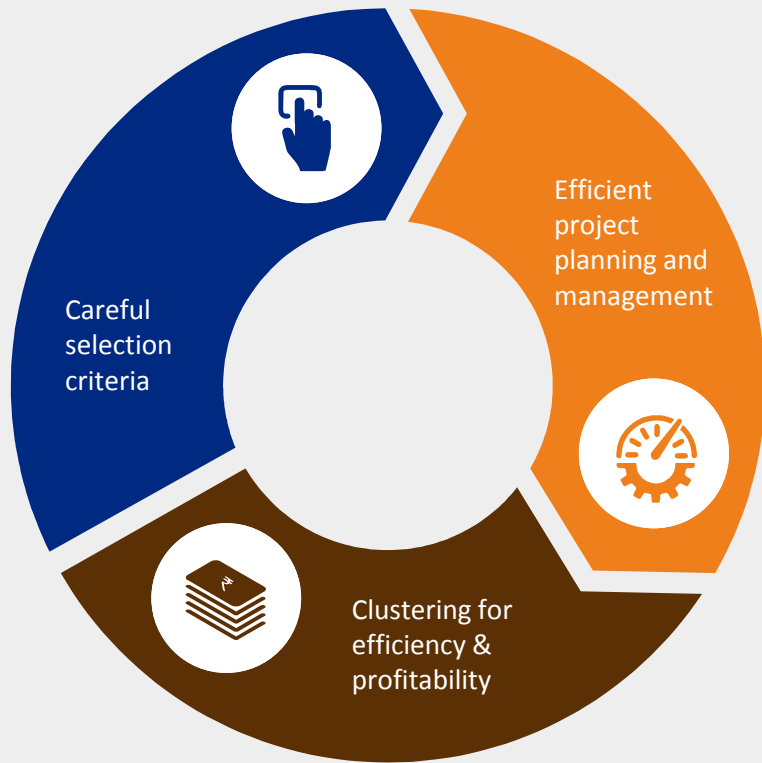 Careful
selection
criteria
Efficient
project
planning and
management
Clustering for
efficiency &
profitability
₹